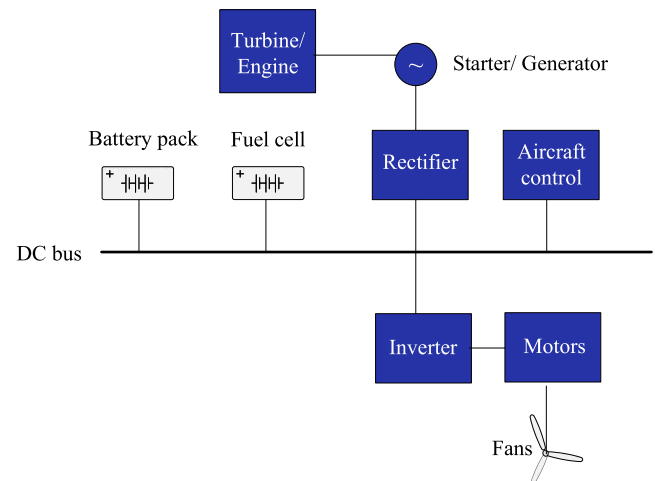 Turbine/
Engine
~
Starter/ Generator
Battery pack
Fuel cell
Rectifier
Aircraft
control
+
+
DC bus
Inverter
Motors
Fans